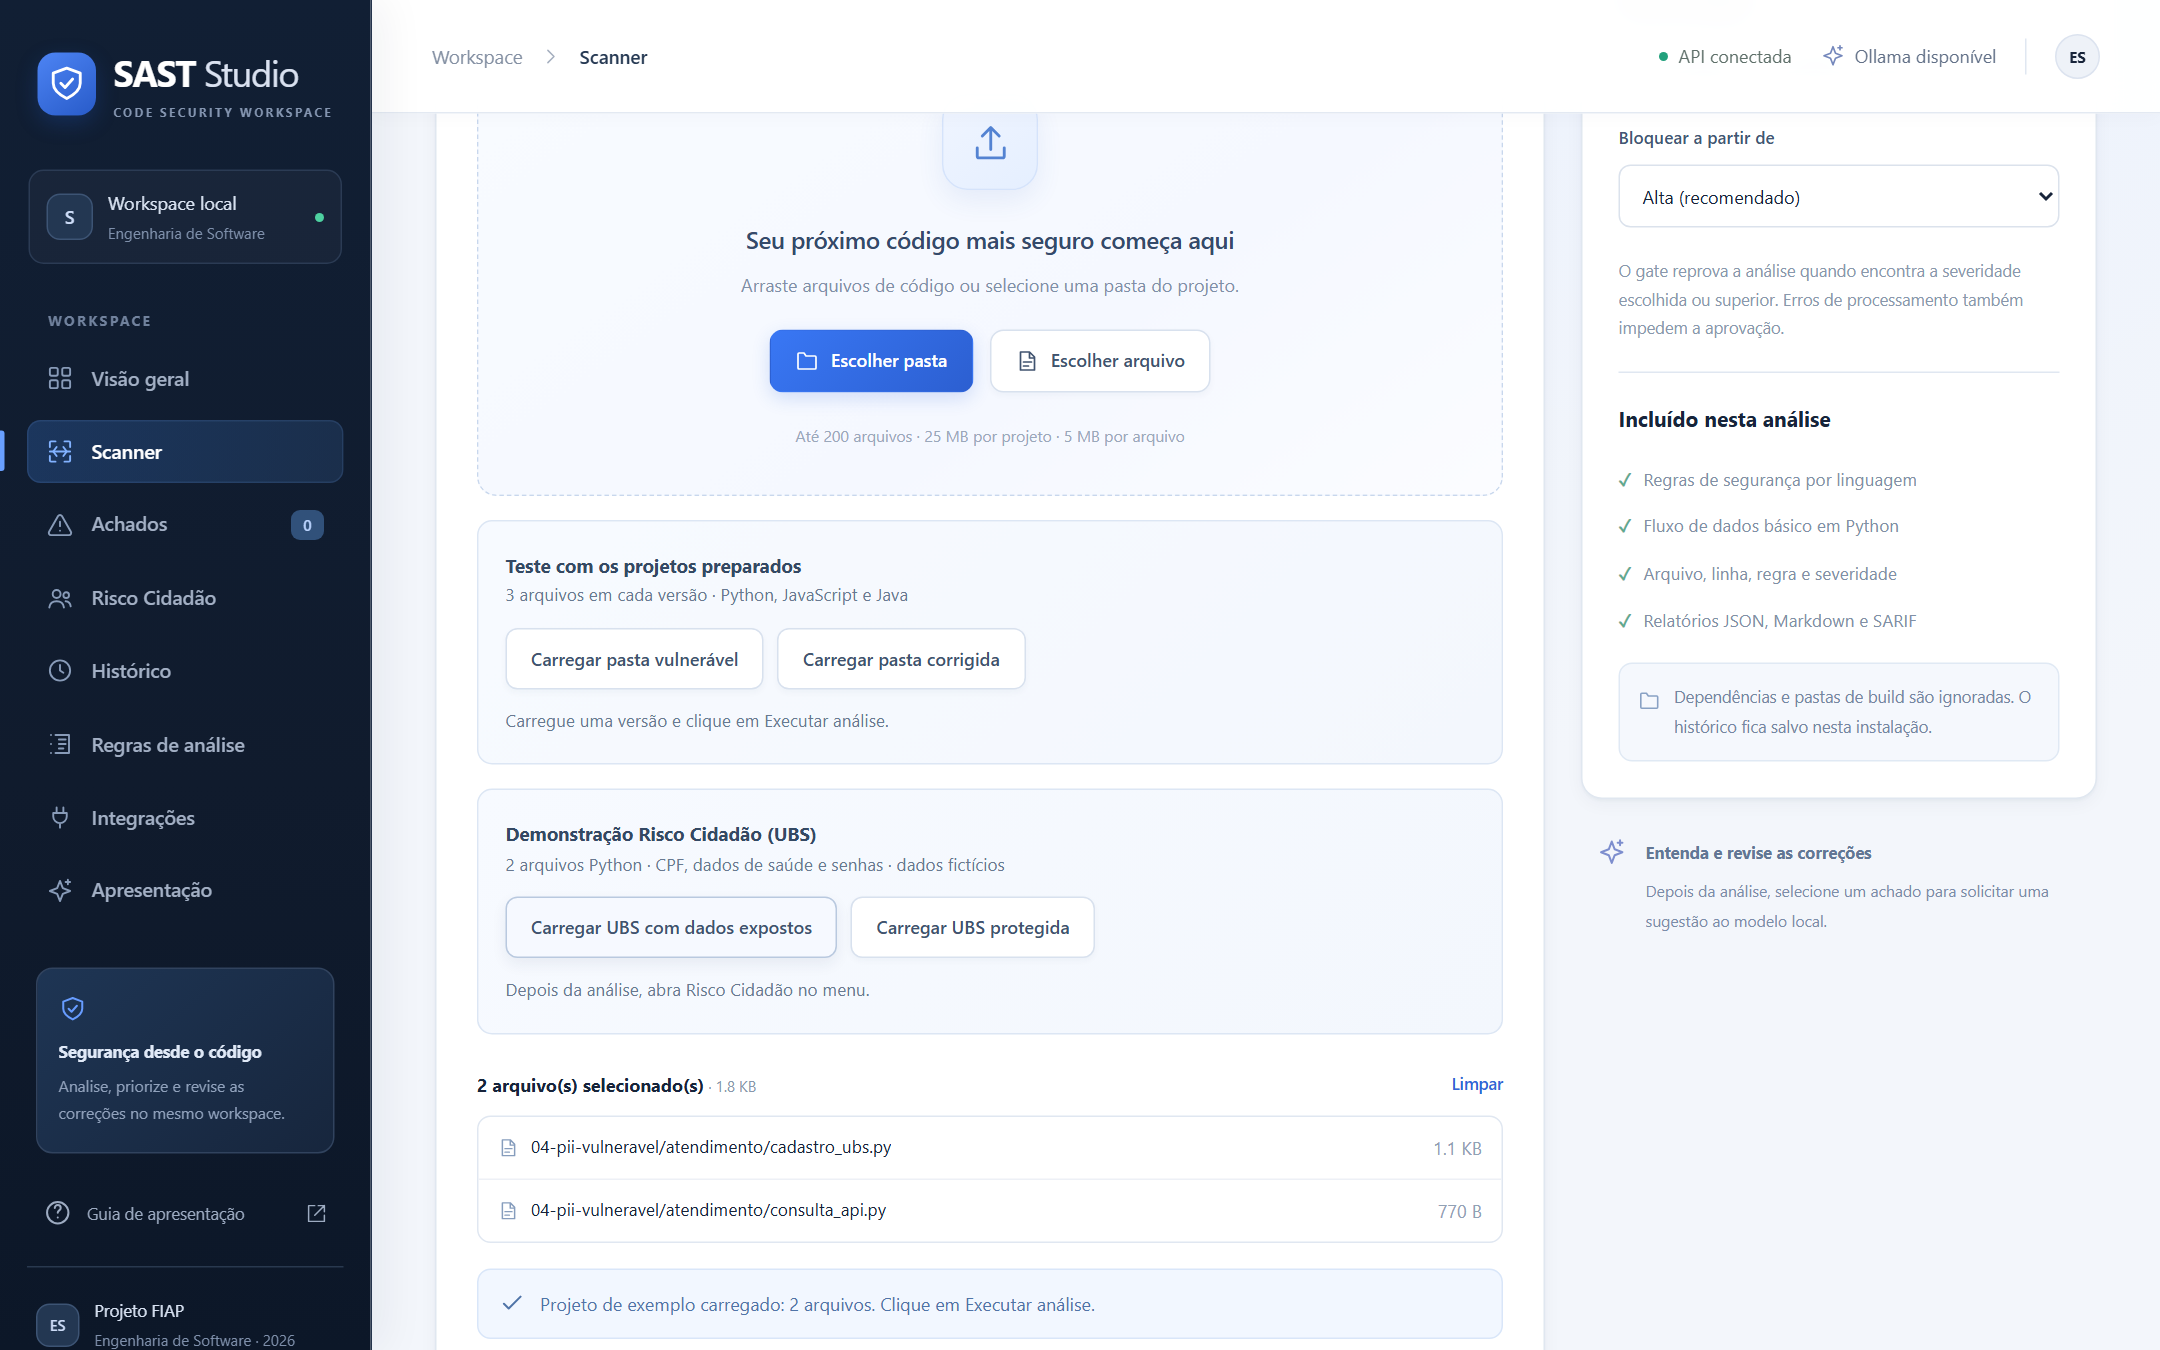 SAST Studio
CODE SECURITY WORKSPACE
S
Workspace local
Engenharia de Software
WORKSPACE
Visão geral
Scanner
Achados
0
Risco Cidadão
Histórico
Regras de análise
Integrações
Apresentação
Segurança desde o código
Analise, priorize e revise as
correções no mesmo workspace.
Guia de apresentação
ES
Projeto FIAP
Engenharia de Software · 2026
Workspace
Scanner
API conectada
Ollama disponível
ES
Seu próximo código mais seguro começa aqui
Arraste arquivos de código ou selecione uma pasta do projeto.
Escolher pasta
Escolher arquivo
Até 200 arquivos · 25 MB por projeto · 5 MB por arquivo
Teste com os projetos preparados
3 arquivos em cada versão · Python, JavaScript e Java
Carregar pasta vulnerável
Carregar pasta corrigida
Carregue uma versão e clique em Executar análise.
Demonstração Risco Cidadão (UBS)
2 arquivos Python · CPF, dados de saúde e senhas · dados fictícios
Carregar UBS com dados expostos
Carregar UBS protegida
Depois da análise, abra Risco Cidadão no menu.
2 arquivo(s) selecionado(s) · 1.8 KB
Limpar
04-pii-vulneravel/atendimento/cadastro_ubs.py
1.1 KB
04-pii-vulneravel/atendimento/consulta_api.py
770 B
Projeto de exemplo carregado: 2 arquivos. Clique em Executar análise.
Bloquear a partir de
Alta (recomendado)
O gate reprova a análise quando encontra a severidade
escolhida ou superior. Erros de processamento também
impedem a aprovação.
Incluído nesta análise
Regras de segurança por linguagem
Fluxo de dados básico em Python
Arquivo, linha, regra e severidade
Relatórios JSON, Markdown e SARIF
Dependências e pastas de build são ignoradas. O
histórico fica salvo nesta instalação.
Entenda e revise as correções
Depois da análise, selecione um achado para solicitar uma
sugestão ao modelo local.